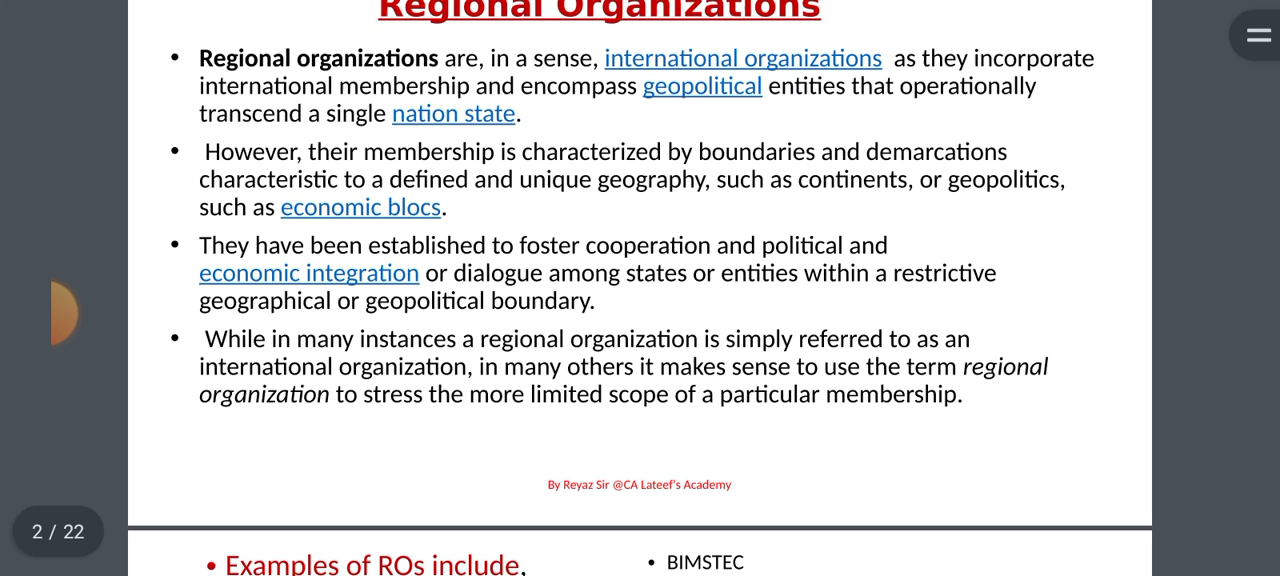 Regional Organizations
• Regional organizations are, in a sense, international organizations as they incorporate
international membership and encompass geopolitical entities that operationally
transcend a single nation state.
• However, their membership is characterized by boundaries and demarcations
characteristic to a defined and unique geography, such as continents, or geopolitics,
such as economic blocs.
• They have been established to foster cooperation and political and
economic integration or dialogue among states or entities within a restrictive
geographical or geopolitical boundary.
• While in many instances a regional organization is simply referred to as an
international organization, in many others it makes sense to use the term regional
organization to stress the more limited scope of a particular membership.
By Reyaz Sir @CA Lateef's Academy
2 / 22
• Examples of ROs include,
• BIMSTEC